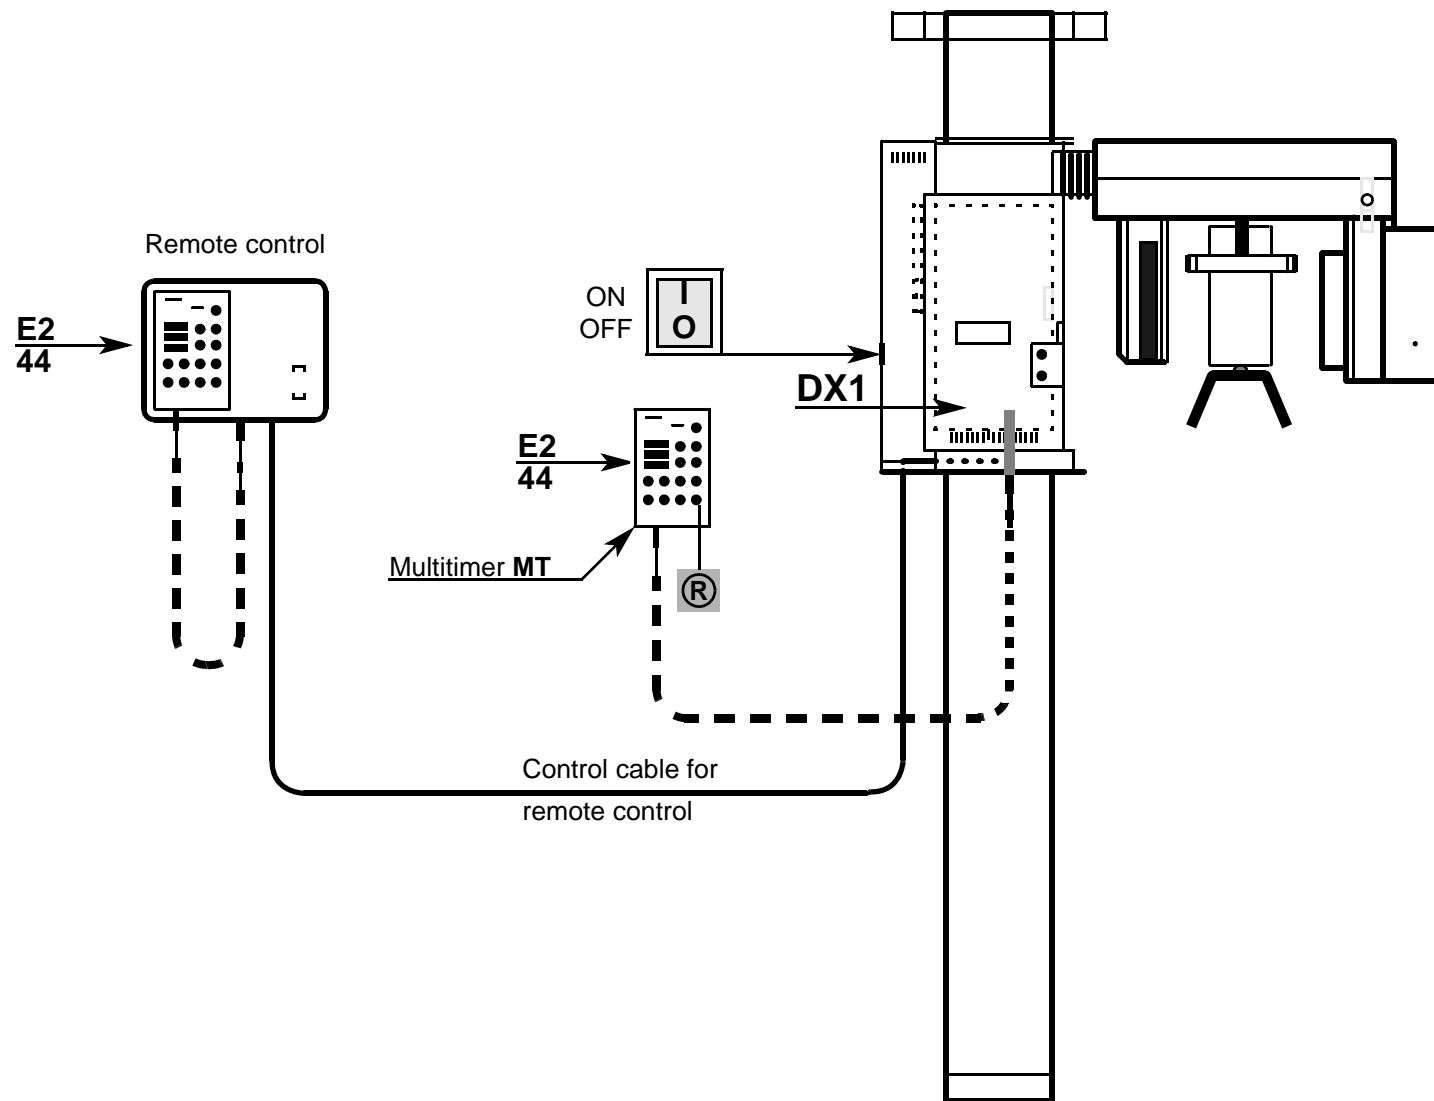 Remote control
E2
44
ON
OFF
I
O
DX1
E2
44
Multitimer MT
®
Control cable for
remote control